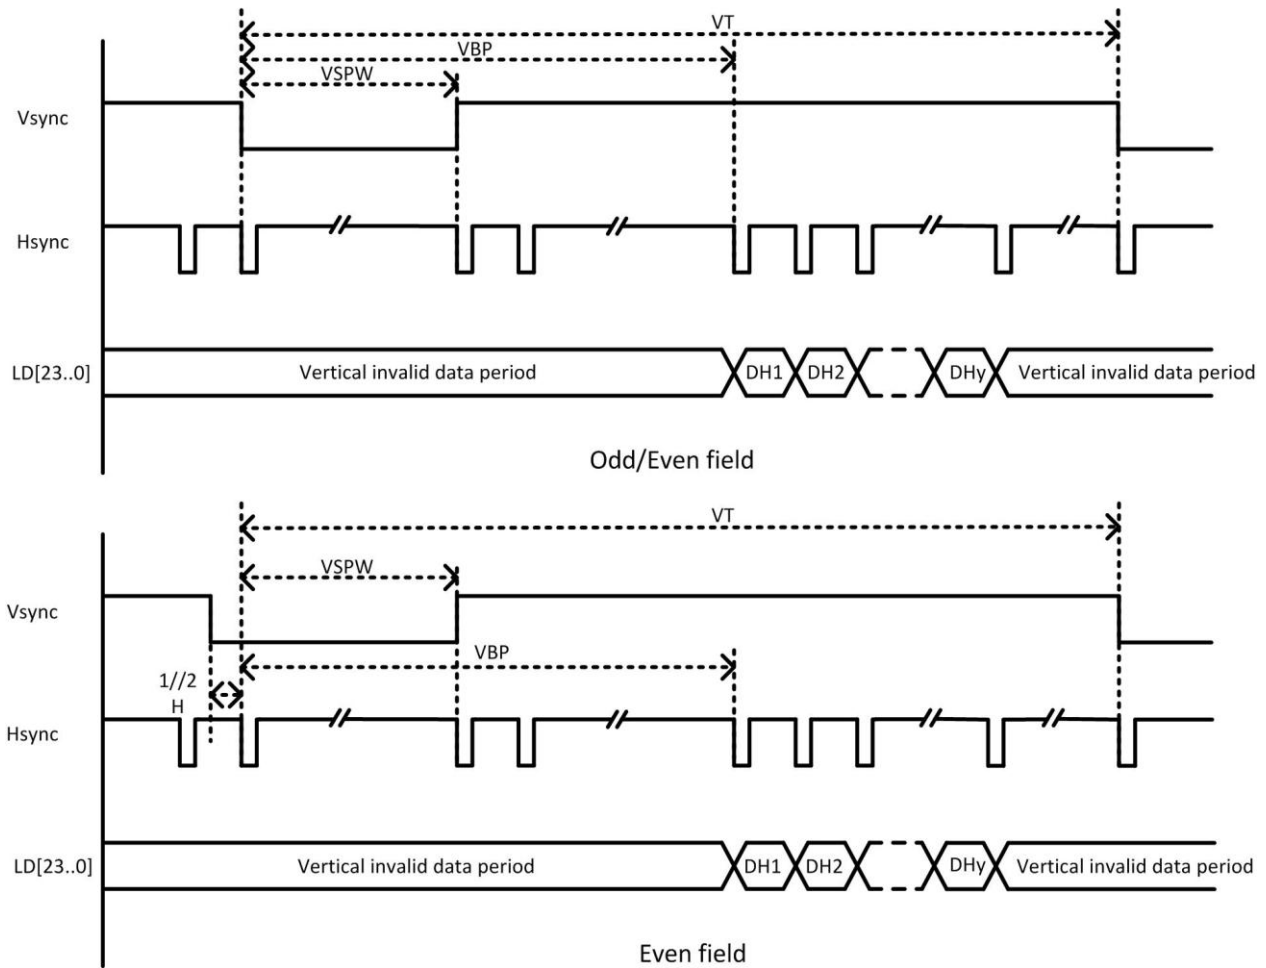 VT
VBP
VSPW
Vsync
Hsync
LD[23..0]
Vertical invalid data period
DH1
DH2
DHy
Vertical invalid data period
Odd/Even field
VT
VSPW
Vsync
VBP
1//2
H
Hsync
LD[23..0]
Vertical invalid data period
DH1
DH2
DHy
Vertical invalid data period
Even field